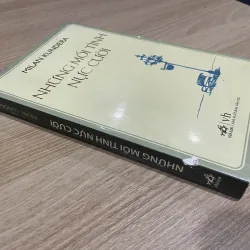 MILAN KUNDERA
NHỮNG MỐI TÌNH
NỰC CƯỜI
NHỮNG MỐI TÌNH NỰC CƯỜI